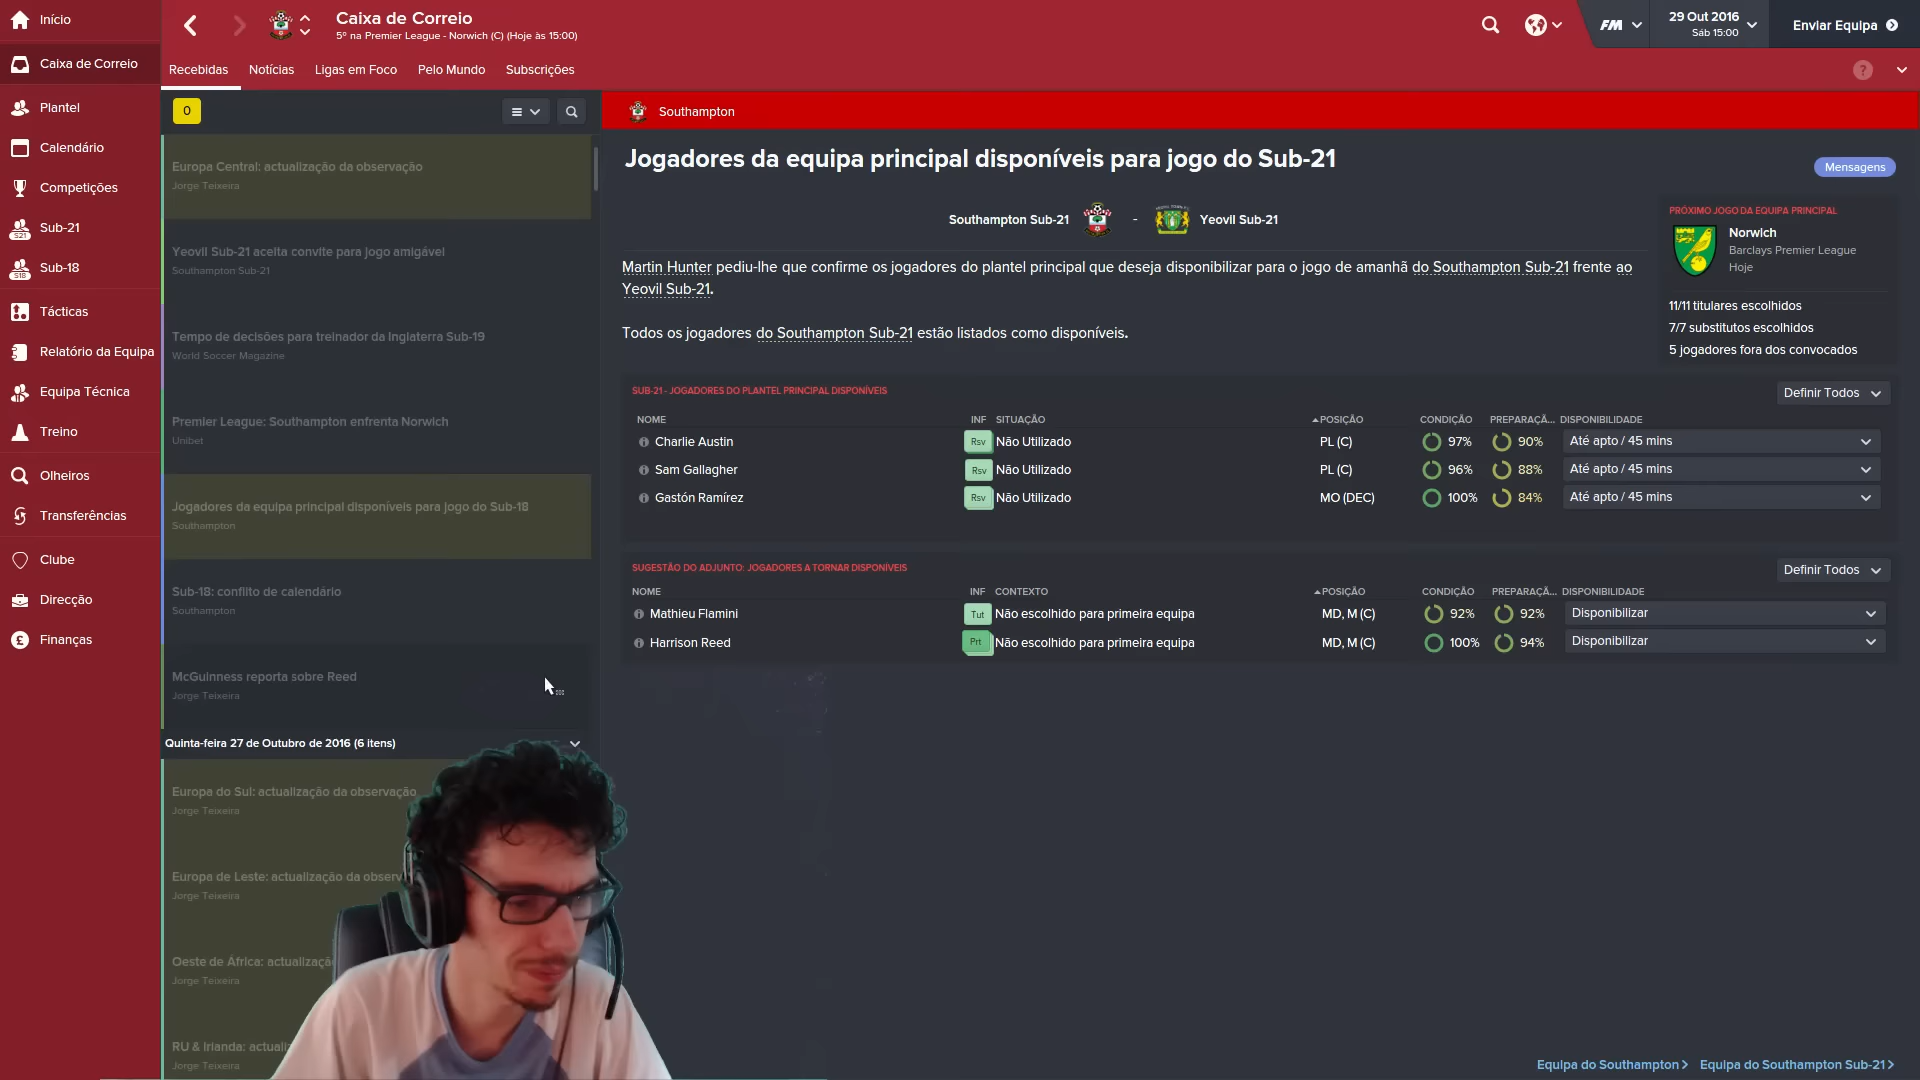 Início
Caixa de Correio
Plantel
Calendário
Competições
Sub-21
Sub-18
Tácticas
Relatório da Equipa
Equipa Técnica
Treino
Olheiros
Transferências
Clube
Direcção
Finanças
Caixa de Correio
5º na Premier League - Norwich (C) (Hoje às 15:00)
FM
29 Out 2016
Sáb 15:00
Enviar Equipa
Recebidas Notícias Ligas em Foco Pelo Mundo Subscrições
?
0
Europa Central: actualização da observação
Jorge Teixeira
Yeovil Sub-21 aceita convite para jogo amigável
Southampton Sub-21
Tempo de decisões para treinador da Inglaterra Sub-19
World Soccer Magazine
Premier League: Southampton enfrenta Norwich
Unibet
Jogadores da equipa principal disponíveis para jogo do Sub-18
Southampton
Sub-18: conflito de calendário
Southampton
McGuinness reporta sobre Reed
Jorge Teixeira
Quinta-feira 27 de Outubro de 2016 (6 itens)
Europa do Sul: actualização da observação
Jorge Teixeira
Europa de Leste: actualização da observ
Jorge Teixeira
Oeste de África: actualizaçã
Jorge Teixeira
RU & Irlanda: actuali
Jorge Teixeira
Southampton
Jogadores da equipa principal disponíveis para jogo do Sub-21
Mensagens
Southampton Sub-21 - Yeovil Sub-21
Martin Hunter pediu-lhe que confirme os jogadores do plantel principal que deseja disponibilizar para o jogo de amanhã do Southampton Sub-21 frente ao
Yeovil Sub-21.
Todos os jogadores do Southampton Sub-21 estão listados como disponíveis.
PRÓXIMO JOGO DA EQUIPA PRINCIPAL
Norwich
Barclays Premier League
Hoje
11/11 titulares escolhidos
7/7 substitutos escolhidos
5 jogadores fora dos convocados
SUB-21 - JOGADORES DO PLANTEL PRINCIPAL DISPONÍVEIS
Definir Todos
NOME INF SITUAÇÃO POSIÇÃO CONDIÇÃO PREPARAÇÃ... DISPONIBILIDADE
Charlie Austin Rsv Não Utilizado PL (C) 97% 90% Até apto / 45 mins
Sam Gallagher Rsv Não Utilizado PL (C) 96% 88% Até apto / 45 mins
Gastón Ramírez Rsv Não Utilizado MO (DEC) 100% 84% Até apto / 45 mins
SUGESTÃO DO ADJUNTO: JOGADORES A TORNAR DISPONÍVEIS
Definir Todos
NOME INF CONTEXTO POSIÇÃO CONDIÇÃO PREPARAÇÃ... DISPONIBILIDADE
Mathieu Flamini Tut Não escolhido para primeira equipa MD, M (C) 92% 92% Disponibilizar
Harrison Reed Prt Não escolhido para primeira equipa MD, M (C) 100% 94% Disponibilizar
Equipa do Southampton Equipa do Southampton Sub-21